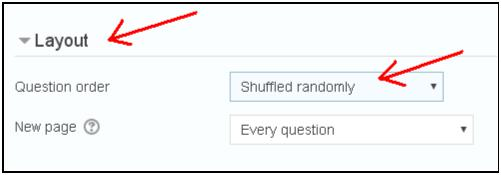 Layout
Question order Shuffled randomly
New page ? Every question